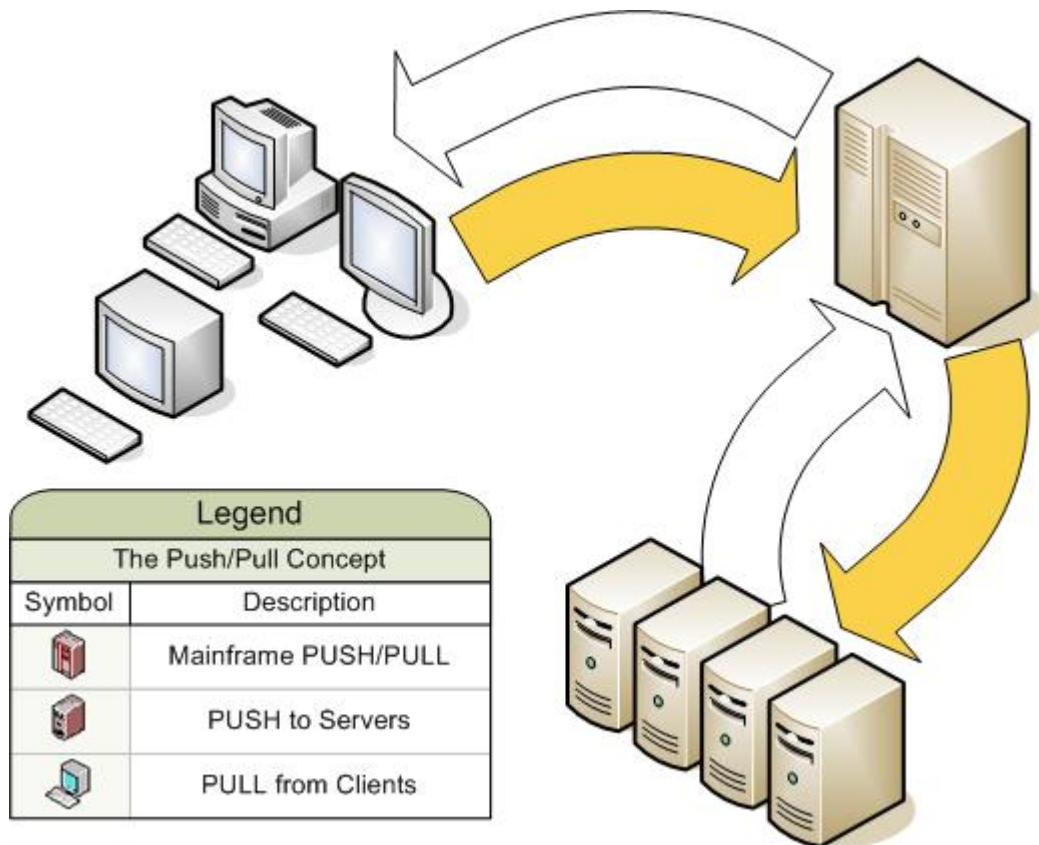 Legend
The Push/Pull Concept
Symbol Description
Mainframe PUSH/PULL
PUSH to Servers
PULL from Clients